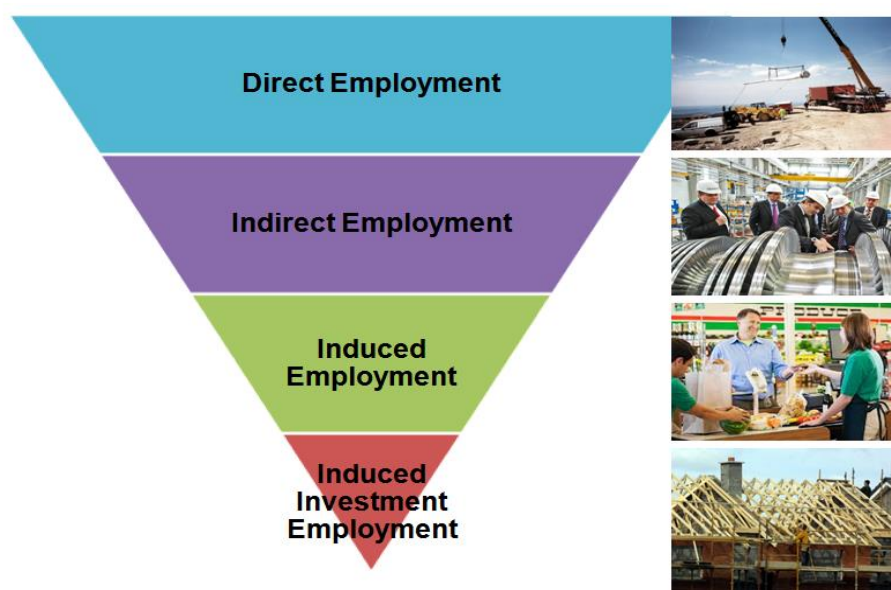 Direct Employment
Indirect Employment
Induced
Employment
Induced
Investment
Employment